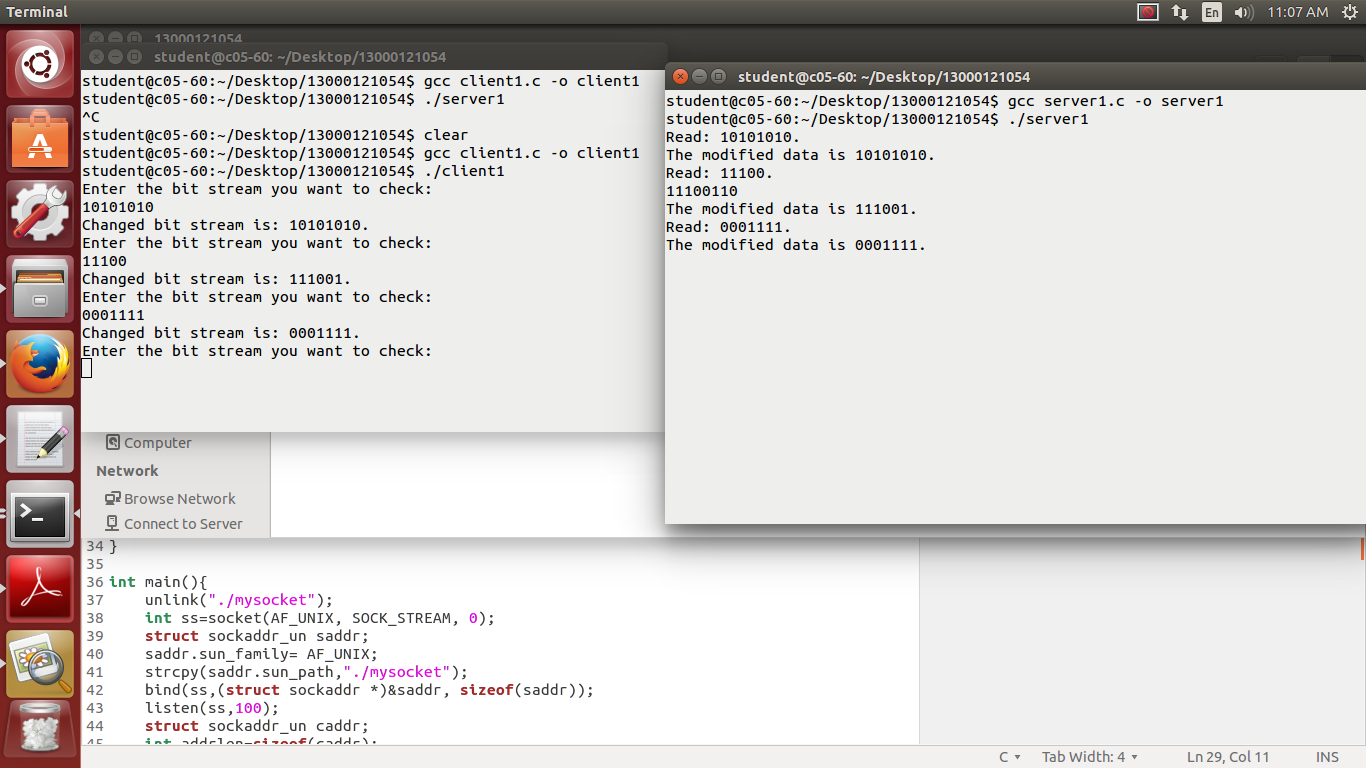 Terminal
En
11:07 AM
13000121054
student@c05-60: ~/Desktop/13000121054
student@c05-60:~/Desktop/13000121054$ gcc client1.c -o client1
student@c05-60:~/Desktop/13000121054$ ./server1
^C
student@c05-60:~/Desktop/13000121054$ clear
student@c05-60:~/Desktop/13000121054$ gcc client1.c -o client1
student@c05-60:~/Desktop/13000121054$ ./client1
Enter the bit stream you want to check:
10101010
Changed bit stream is: 10101010.
Enter the bit stream you want to check:
11100
Changed bit stream is: 111001.
Enter the bit stream you want to check:
0001111
Changed bit stream is: 0001111.
Enter the bit stream you want to check:
student@c05-60: ~/Desktop/13000121054
student@c05-60:~/Desktop/13000121054$ gcc server1.c -o server1
student@c05-60:~/Desktop/13000121054$ ./server1
Read: 10101010.
The modified data is 10101010.
Read: 11100.
11100110
The modified data is 111001.
Read: 0001111.
The modified data is 0001111.
Computer
Network
Browse Network
Connect to Server
34 }
35
36 int main(){
37     unlink("./mysocket");
38     int ss=socket(AF_UNIX, SOCK_STREAM, 0);
39     struct sockaddr_un saddr;
40     saddr.sun_family= AF_UNIX;
41     strcpy(saddr.sun_path,"./mysocket");
42     bind(ss,(struct sockaddr *)&saddr, sizeof(saddr));
43     listen(ss,100);
44     struct sockaddr_un caddr;
45     int addrlen=sizeof(caddr);
C
Tab Width: 4
Ln 29, Col 11
INS